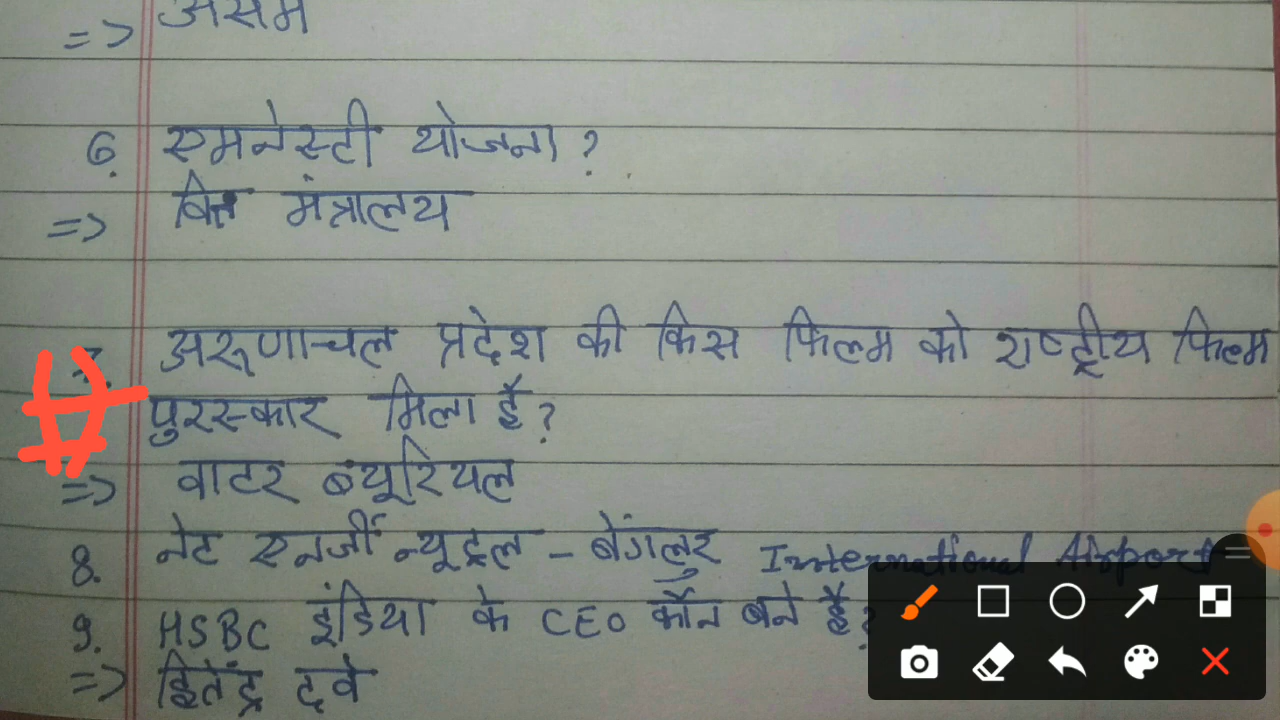 => असम
6. एमनेस्टी योजना ?
=> वित्त मंत्रालय
7. अरूणाचल प्रदेश की किस फिल्म को राष्ट्रीय फिल्म
पुरस्कार मिला है ?
=> वाटर ब्यूरियल
8. नेट एनर्जी न्यूट्रल - बेंगलुर International Airport
9. HSBC इंडिया के CEO कौन बने है ?
=> हितेंद्र दवे